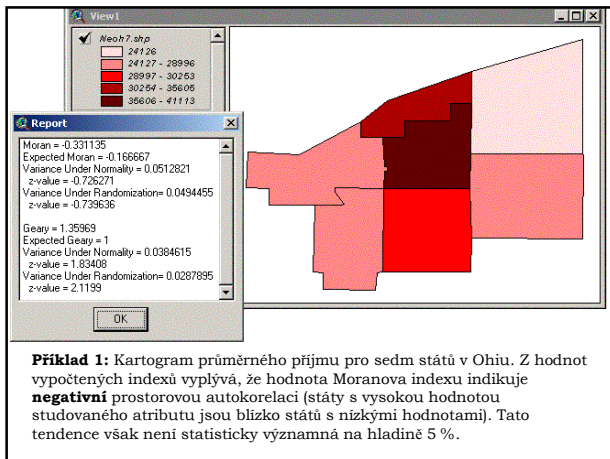 View1
Neoh7.shp
24126
24127 - 28996
28997 - 30253
30254 - 35605
35606 - 41113
Report
Moran = -0.331135
Expected Moran = -0.166667
Variance Under Normality = 0.0512821
z-value = -0.726271
Variance Under Randomization= 0.0494455
z-value = -0.739636
Geary = 1.35969
Expected Geary = 1
Variance Under Normality = 0.0384615
z-value = 1.83408
Variance Under Randomization= 0.0287895
z-value = 2.1199
OK
Příklad 1: Kartogram průměrného příjmu pro sedm států v Ohiu. Z hodnot
vypočtených indexů vyplývá, že hodnota Moranova indexu indikuje
negativní prostorovou autokorelaci (státy s vysokou hodnotou
studovaného atributu jsou blízko států s nízkými hodnotami). Tato
tendence však není statisticky významná na hladině 5 %.